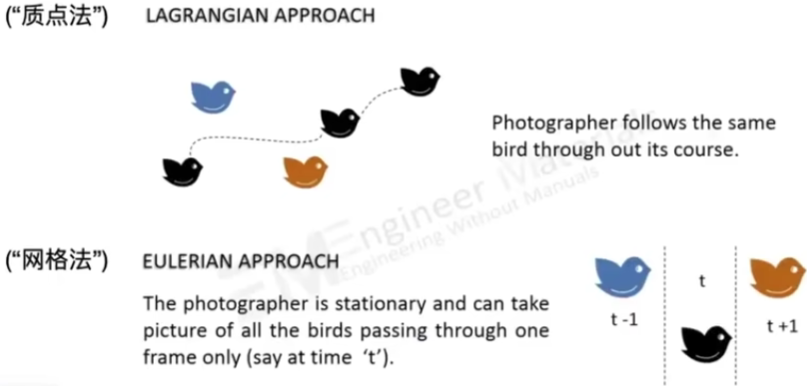 (“质点法”) LAGRANGIAN APPROACH
Photographer follows the same
bird through out its course.
Engineer Materials
Engineering Without Manuals
(“网格法”) EULERIAN APPROACH
The photographer is stationary and can take
picture of all the birds passing through one
frame only (say at time ‘t’).
t
t -1
t +1